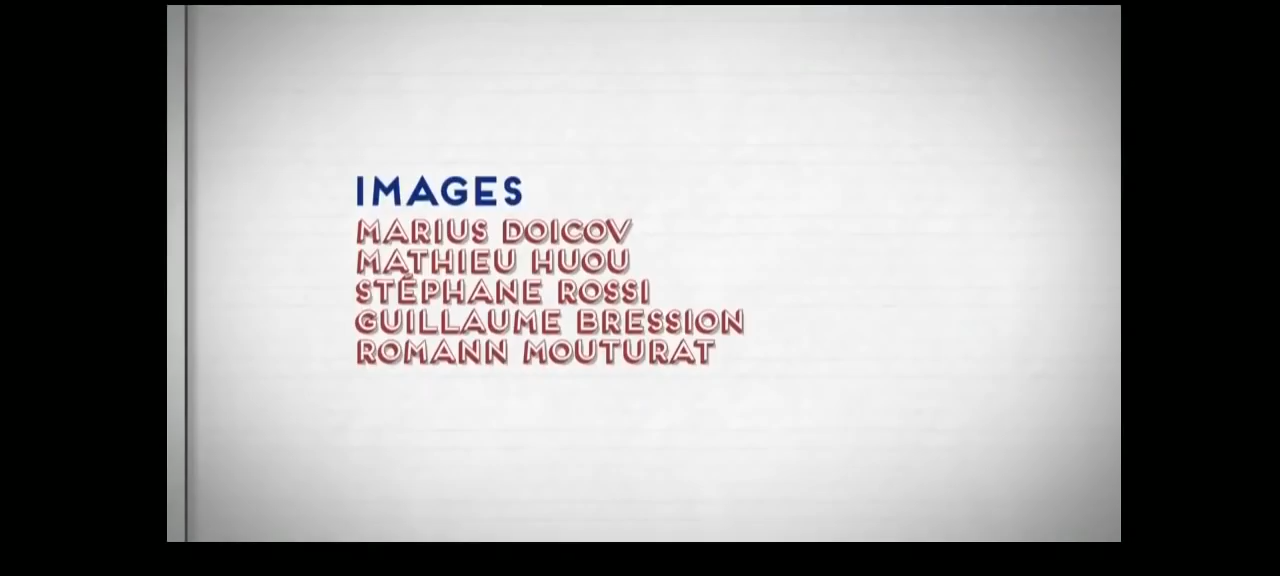 IMAGES
MARIUS DOICOV
MATHIEU HUOU
STÉPHANE ROSSI
GUILLAUME BRESSION
ROMANN MOUTURAT